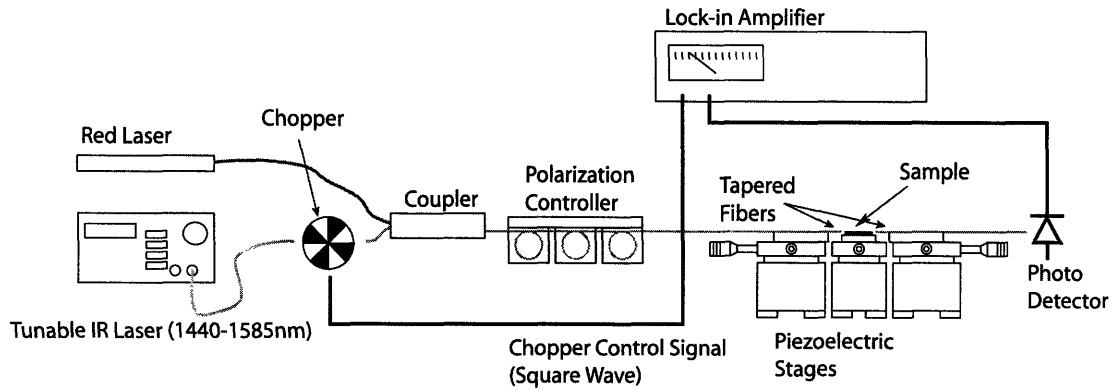 Lock-in Amplifier
Chopper
Red Laser
Coupler
Polarization
Controller
Tapered
Fibers
Sample
Photo
Detector
Tunable IR Laser (1440-1585nm)
Chopper Control Signal
(Square Wave)
Piezoelectric
Stages